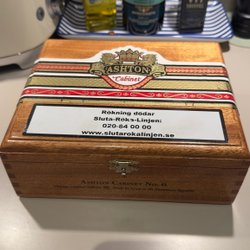 ASHTON
Cabinet
Rökning dödar
Sluta-Röka-Linjen:
020-84 00 00
www.slutarokalinjen.se
ASHTON CABINET NO. 6